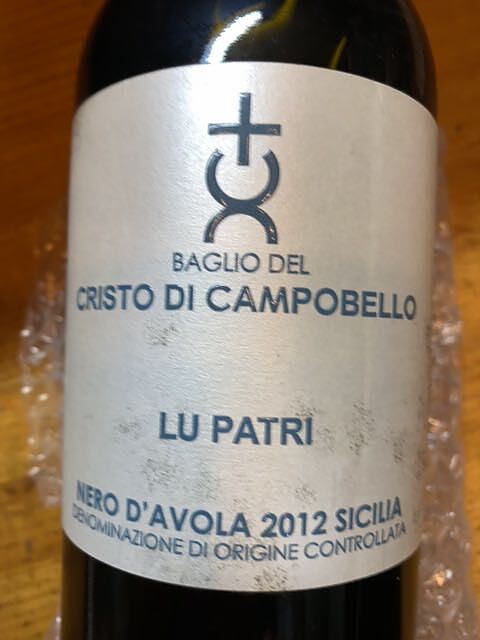 BAGLIO DEL
CRISTO DI CAMPOBELLO
LU PATRI
NERO D'AVOLA 2012 SICILIA
DENOMINAZIONE DI ORIGINE CONTROLLATA